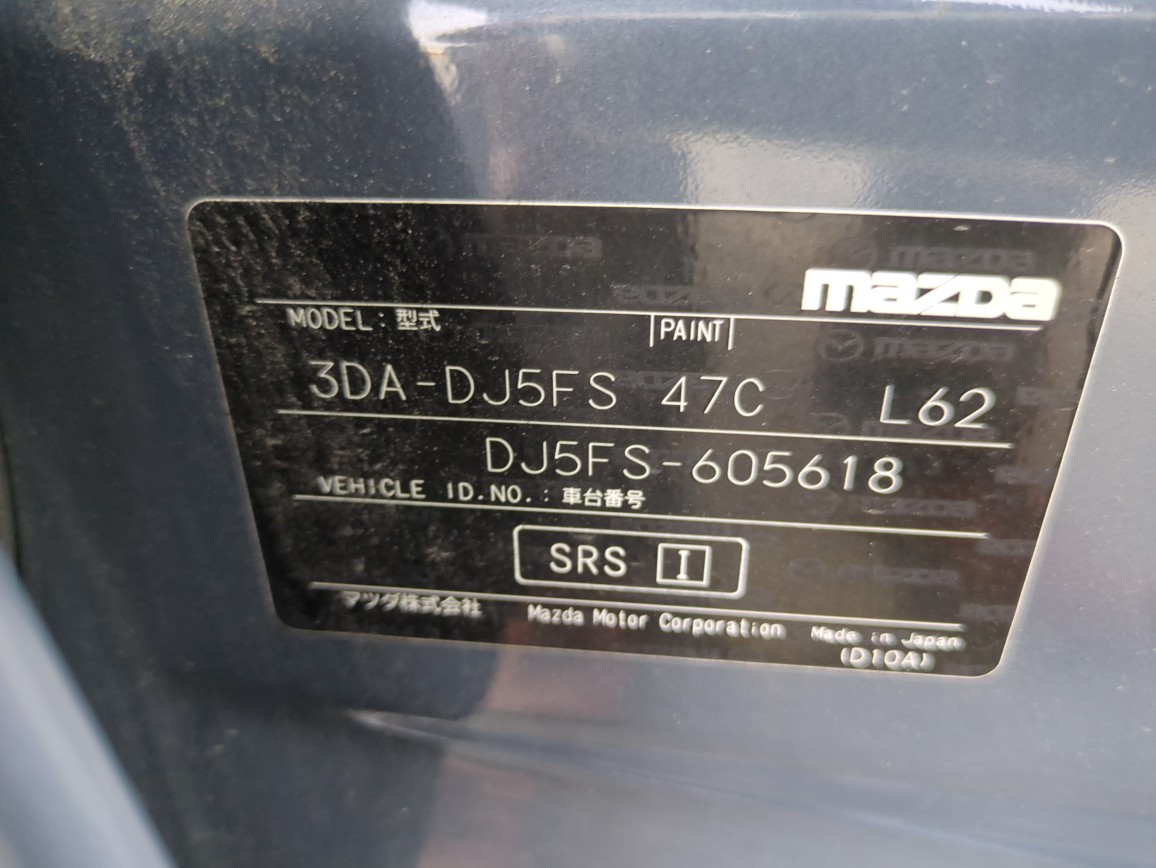 mazda
MODEL : 型式 PAINT
3DA-DJ5FS 47C L62
DJ5FS-605618
VEHICLE ID.NO. : 車台番号
SRS I
マツダ株式会社 Mazda Motor Corporation Made in Japan
(D10A)